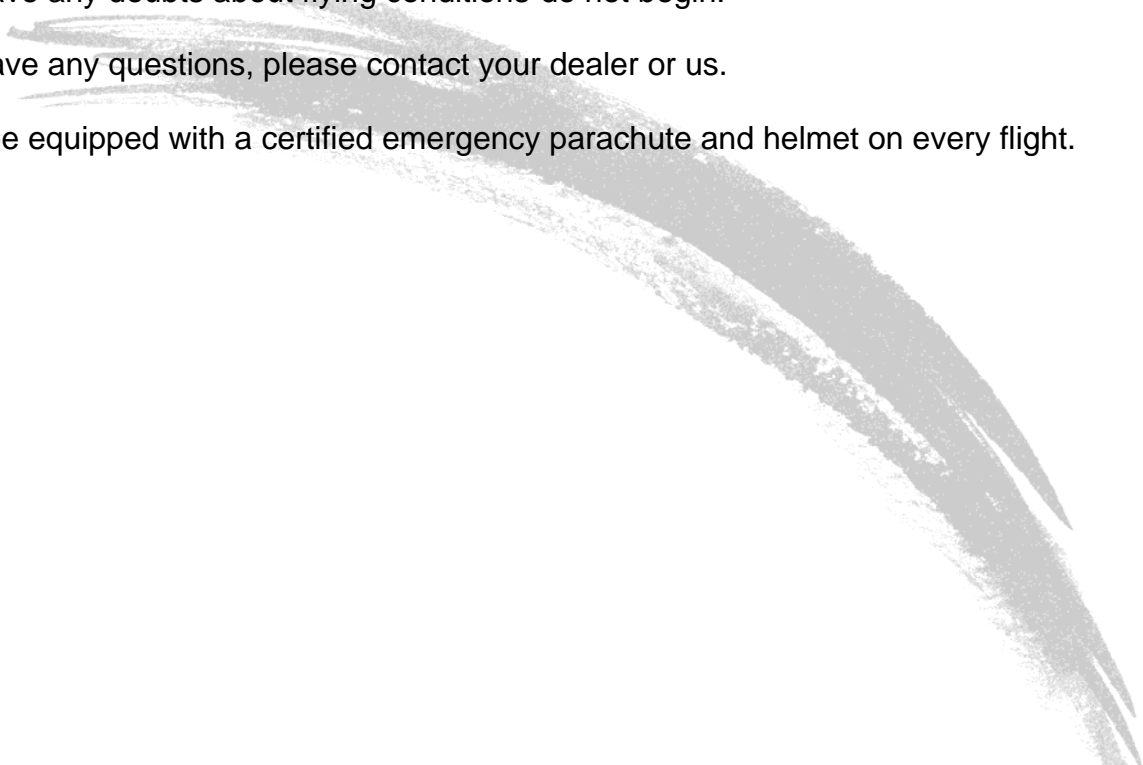 ave any doubts about flying conditions do not begin.
ave any questions, please contact your dealer or us.
e equipped with a certified emergency parachute and helmet on every flight.